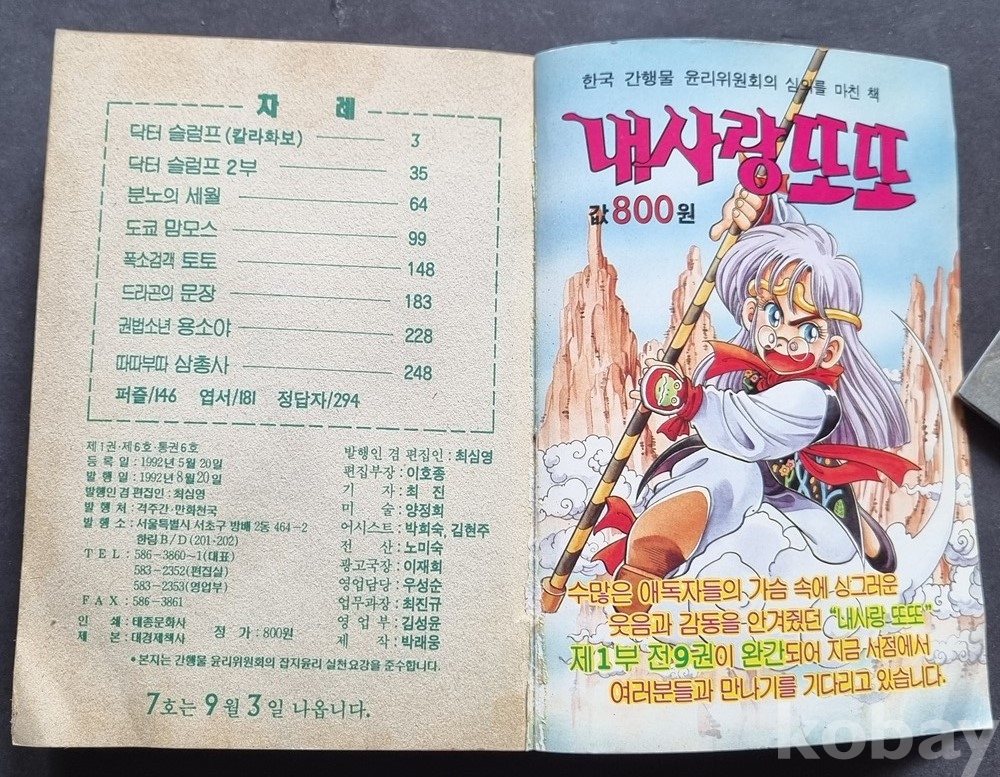 차 례
닥터 슬럼프 (칼라화보) 3
닥터 슬럼프 2부 35
분노의 세월 64
도쿄 맘모스 99
폭소검객 토토 148
드라곤의 문장 183
권법소년 용소야 228
따따부따 삼총사 248
퍼즐/146 엽서/181 정답자/294
제1권·제6호·통권6호
등 록 일 : 1992년 5월 20일
발 행 일 : 1992년 8월 20일
발행인 겸 편집인 : 최심영
발 행 처 : 격주간·만화천국
발 행 소 : 서울특별시 서초구 방배 2동 464-2
한림 B/D (201-202)
T E L : 586-3860~1 (대표)
583-2352 (편집실)
583-2353 (영업부)
F A X : 586-3861
인 쇄 : 태종문화사
제 본 : 대경제책사
정 가 : 800원
발행인 겸 편집인 : 최심영
편집부장 : 이호종
기 자 : 최 진
미 술 : 양정희
어시스트 : 박희숙, 김현주
전 산 : 노미숙
광고국장 : 이재희
영업담당 : 우성순
업무과장 : 최진규
영 업 부 : 김성윤
제 작 : 박래웅
• 본지는 간행물 윤리위원회의 잡지윤리 실천요강을 준수합니다.
7호는 9월 3일 나옵니다.
한국 간행물 윤리위원회의 심의를 마친 책
내사랑 또또
값 800원
수많은 애독자들의 가슴 속에 싱그러운
웃음과 감동을 안겨줬던 "내사랑 또또"
제1부 전9권이 완간되어 지금 서점에서
여러분들과 만나기를 기다리고 있습니다.
kobay